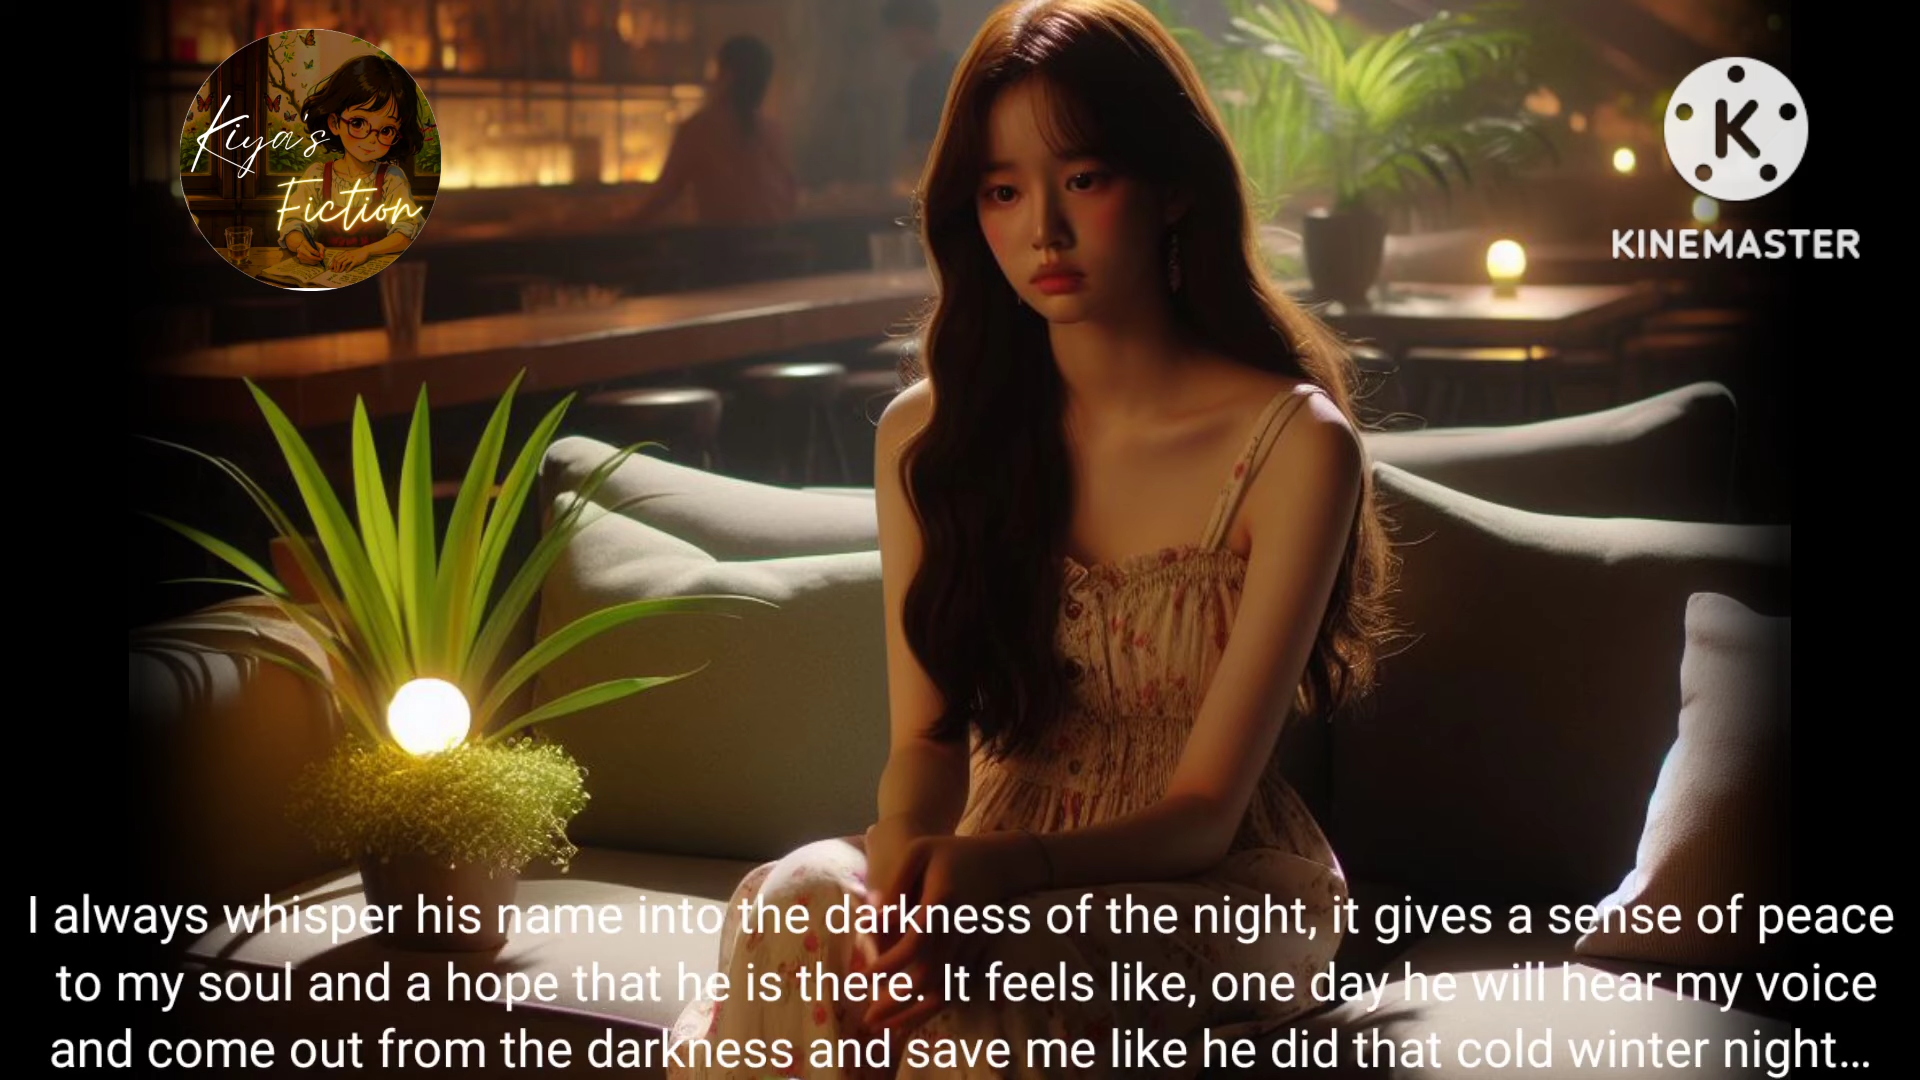 Kiya's
Fiction
K
KINEMASTER
I always whisper his name into the darkness of the night, it gives a sense of peace
to my soul and a hope that he is there. It feels like, one day he will hear my voice
and come out from the darkness and save me like he did that cold winter night...